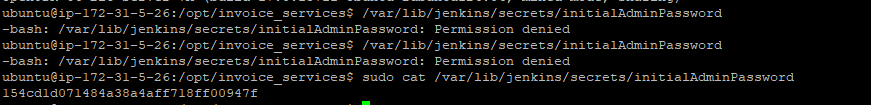 ubuntu@ip-172-31-5-26:/opt/invoice_services$ /var/lib/jenkins/secrets/initialAdminPassword
-bash: /var/lib/jenkins/secrets/initialAdminPassword: Permission denied
ubuntu@ip-172-31-5-26:/opt/invoice_services$ /var/lib/jenkins/secrets/initialAdminPassword
-bash: /var/lib/jenkins/secrets/initialAdminPassword: Permission denied
ubuntu@ip-172-31-5-26:/opt/invoice_services$ sudo cat /var/lib/jenkins/secrets/initialAdminPassword
154cd1d071484a38a4aff718ff00947f